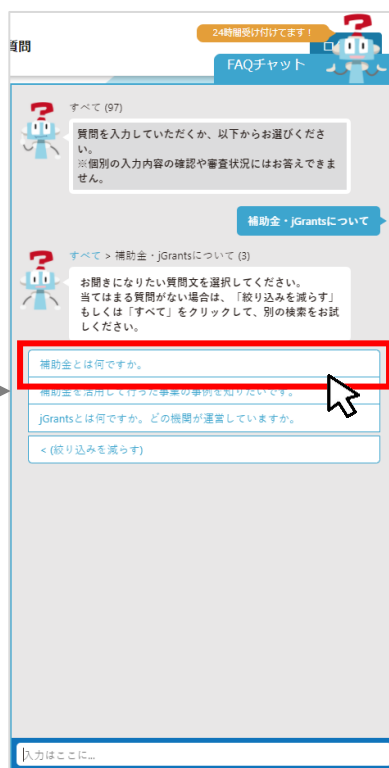 質問
24時間受け付けてます！
FAQチャット
すべて (97)
質問を入力していただくか、以下からお選びくださ
い。
※個別の入力内容の確認や審査状況にはお答えできま
せん。
補助金・jGrantsについて
すべて > 補助金・jGrantsについて (3)
お聞きになりたい質問文を選択してください。
当てはまる質問がない場合は、「絞り込みを減らす」
もしくは「すべて」をクリックして、別の検索をお試
しください。
補助金とは何ですか。
補助金を活用して行った事業の事例を知りたいです。
jGrantsとは何ですか。どの機関が運営していますか。
< (絞り込みを減らす)
入力はここに...